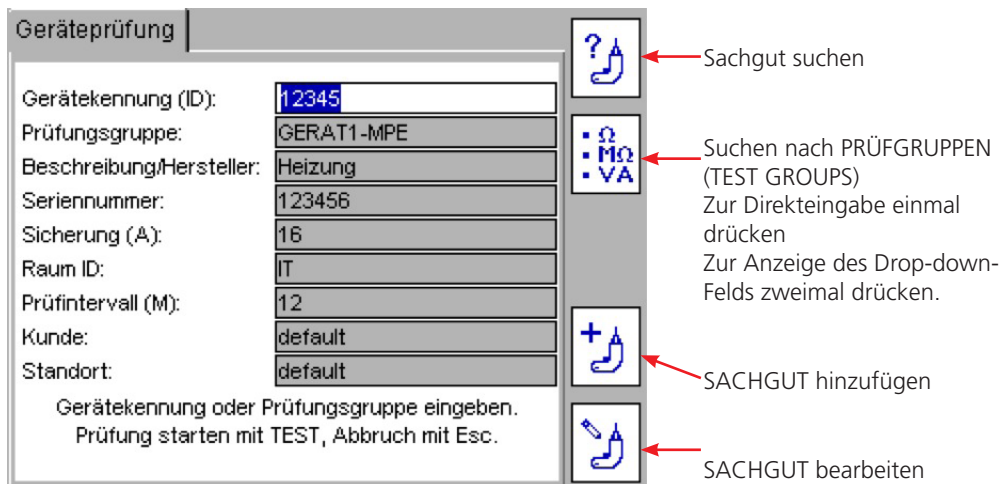 Geräteprüfung
Gerätekennung (ID): 12345
Prüfungsgruppe: GERAT1-MPE
Beschreibung/Hersteller: Heizung
Seriennummer: 123456
Sicherung (A): 16
Raum ID: IT
Prüfintervall (M): 12
Kunde: default
Standort: default
Gerätekennung oder Prüfungsgruppe eingeben.
Prüfung starten mit TEST, Abbruch mit Esc.
?
Ω
MΩ
VA
+
Sachgut suchen
Suchen nach PRÜFGRUPPEN
(TEST GROUPS)
Zur Direkteingabe einmal
drücken
Zur Anzeige des Drop-down-
Felds zweimal drücken.
SACHGUT hinzufügen
SACHGUT bearbeiten